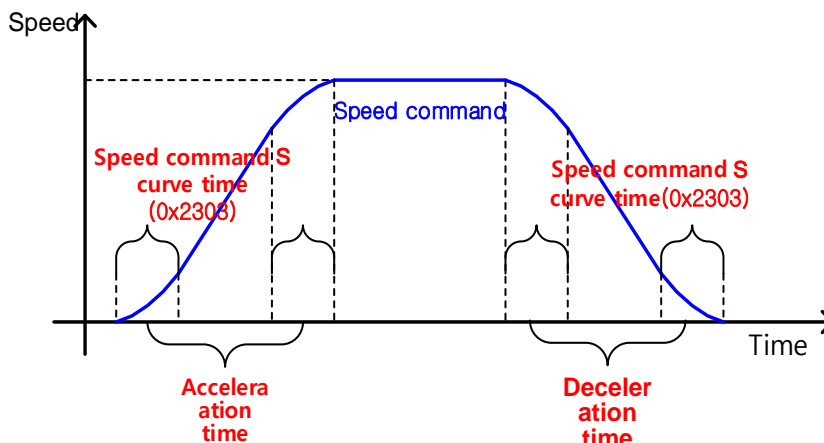 Speed
Speed command
Speed command S
curve time
(0x2303)
Speed command S
curve time(0x2303)
Time
Accelera
ation
time
Deceler
ation
time